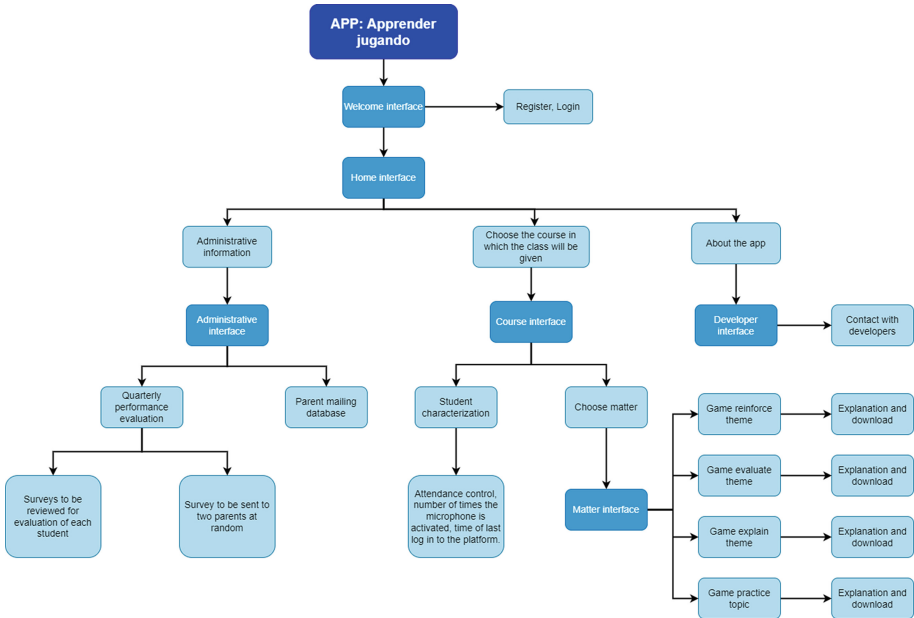 APP: Apprender
jugando
Welcome interface
Register, Login
Home interface
Administrative
information
Choose the course in
which the class will be
given
About the app
Administrative
interface
Course interface
Developer
interface
Contact with
developers
Quarterly
performance
evaluation
Parent mailing
database
Student
characterization
Choose matter
Game reinforce
theme
Explanation and
download
Game evaluate
theme
Explanation and
download
Surveys to be
reviewed for
evaluation of each
student
Survey to be sent to
two parents at
random
Attendance control,
number of times the
microphone is
activated, time of last
log in to the platform.
Matter interface
Game explain
theme
Explanation and
download
Game practice
topic
Explanation and
download